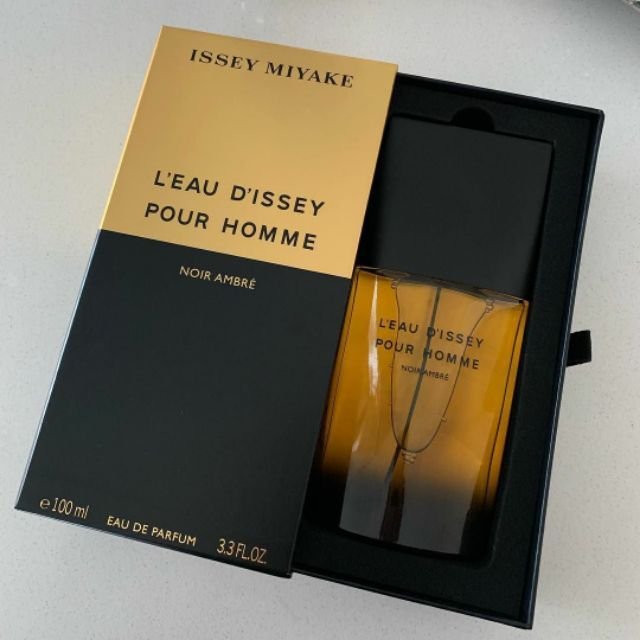 ISSEY MIYAKE
L'EAU D'ISSEY
POUR HOMME
NOIR AMBRÉ
e 100 ml
EAU DE PARFUM
3.3 FL.OZ.
L'EAU D'ISSEY
POUR HOMME
NOIR AMBRÉ